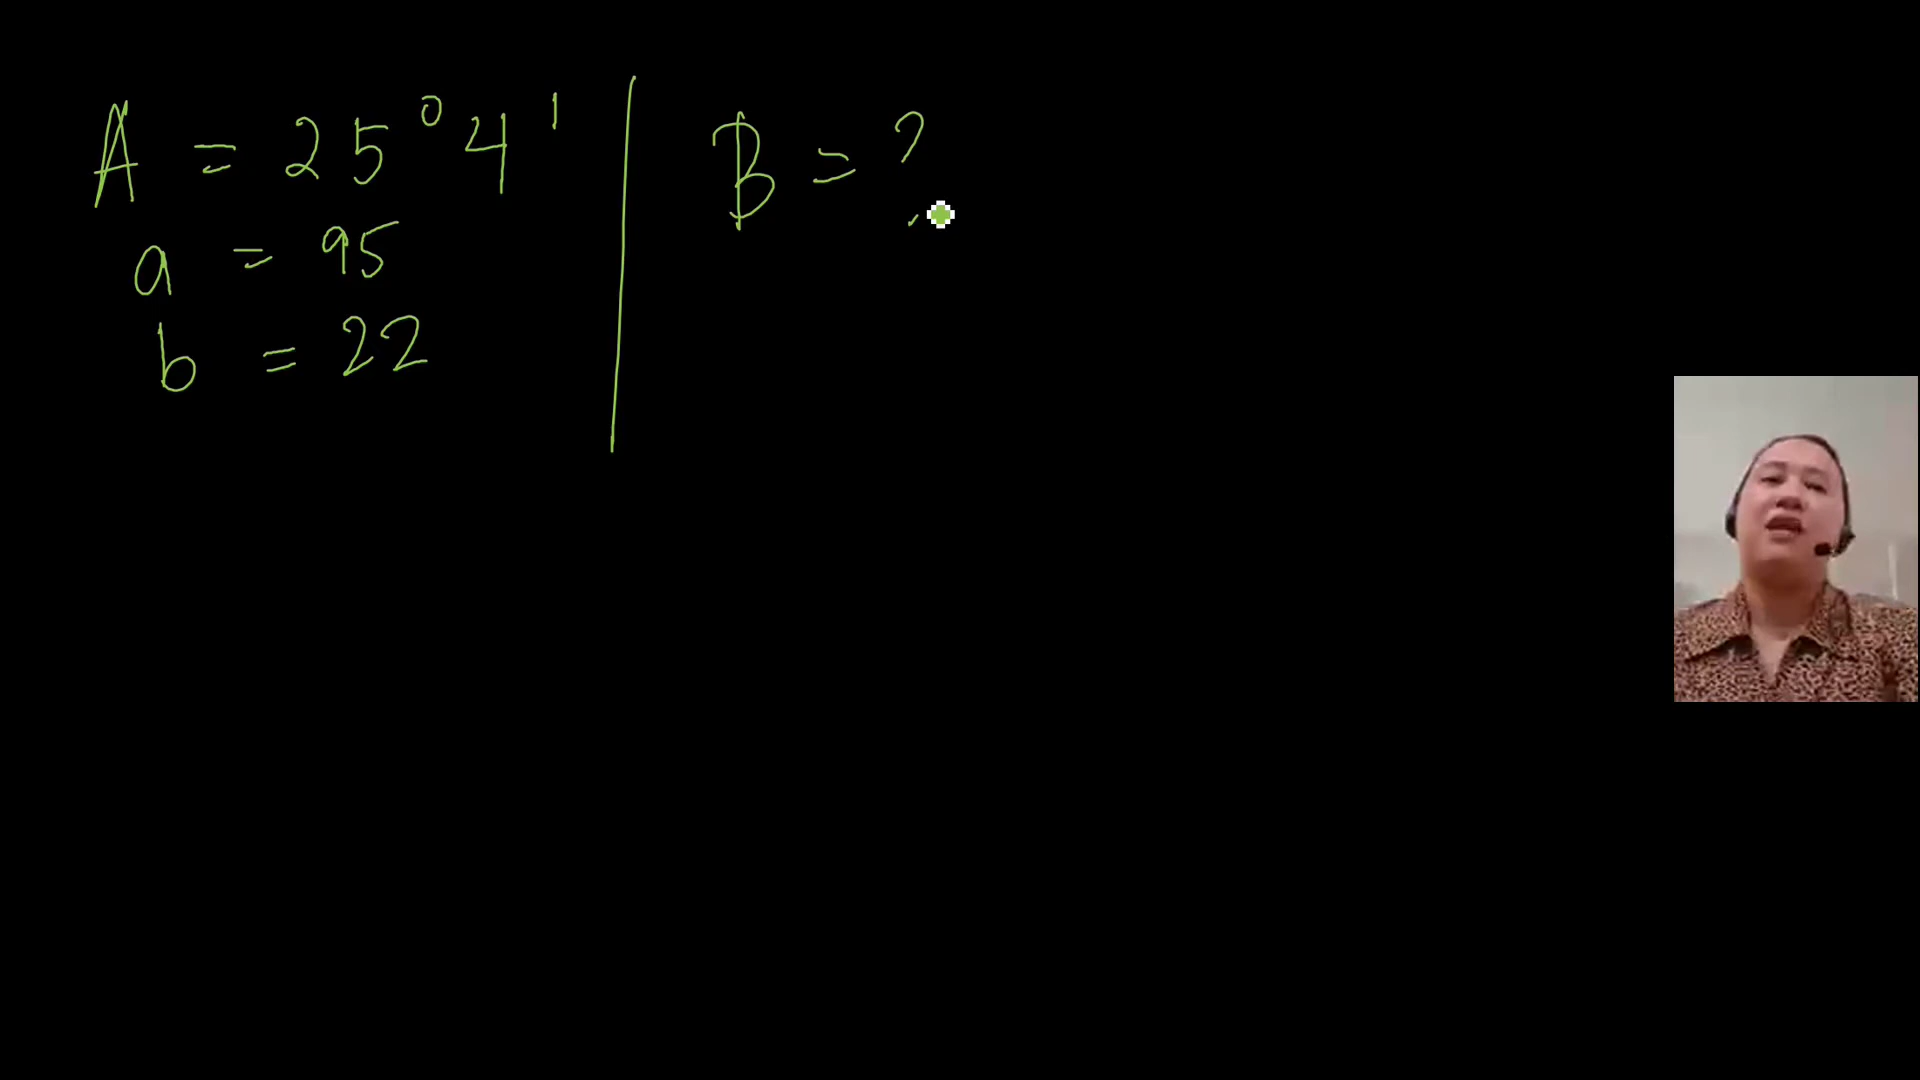 A = 25° 4'
a = 95
b = 22
B = ?